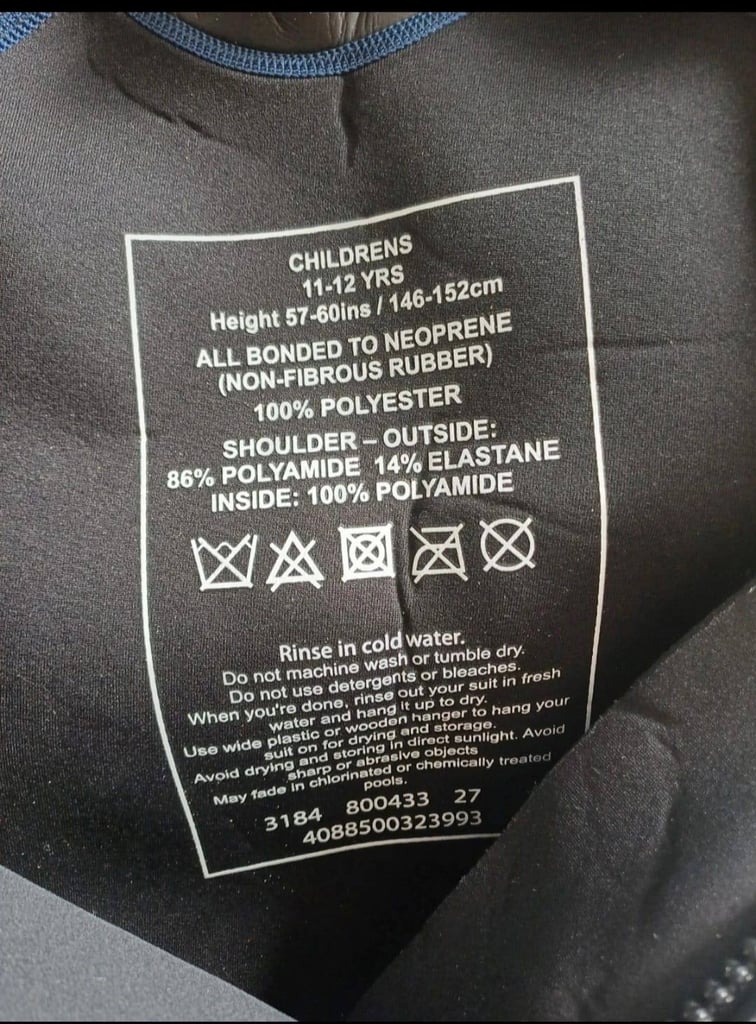 CHILDRENS
11-12 YRS
Height 57-60ins / 146-152cm
ALL BONDED TO NEOPRENE
(NON-FIBROUS RUBBER)
100% POLYESTER
SHOULDER – OUTSIDE:
86% POLYAMIDE 14% ELASTANE
INSIDE: 100% POLYAMIDE
Rinse in cold water.
Do not machine wash or tumble dry.
Do not use detergents or bleaches.
When you're done, rinse out your suit in fresh
water and hang it up to dry.
Use wide plastic or wooden hanger to hang your
suit on for drying and storage.
Avoid drying and storing in direct sunlight. Avoid
sharp or abrasive objects
May fade in chlorinated or chemically treated
pools.
3184 800433 27
4088500323993